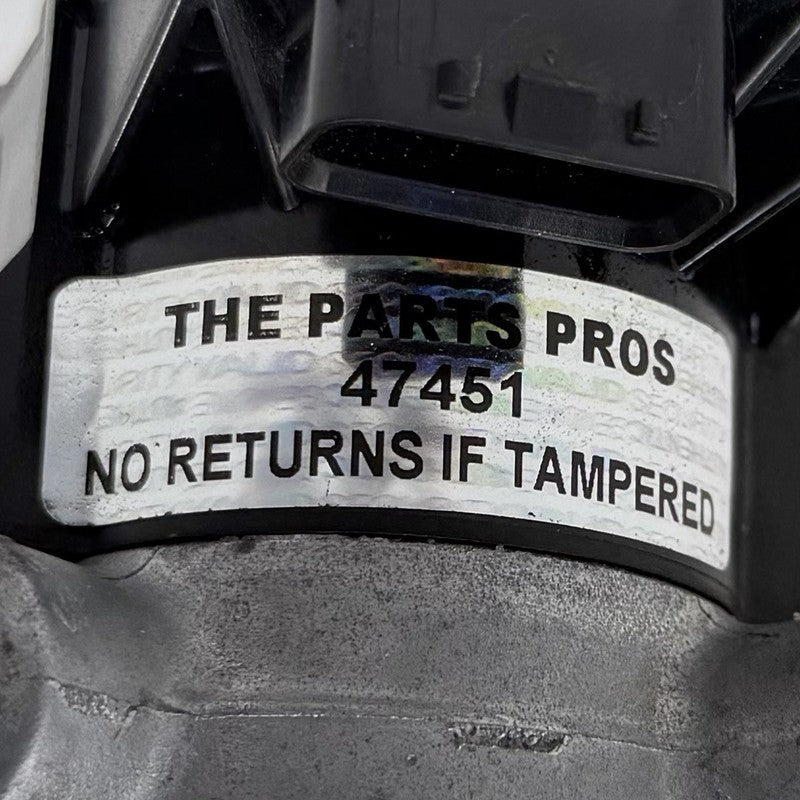 THE PARTS PROS
47451
NO RETURNS IF TAMPERED